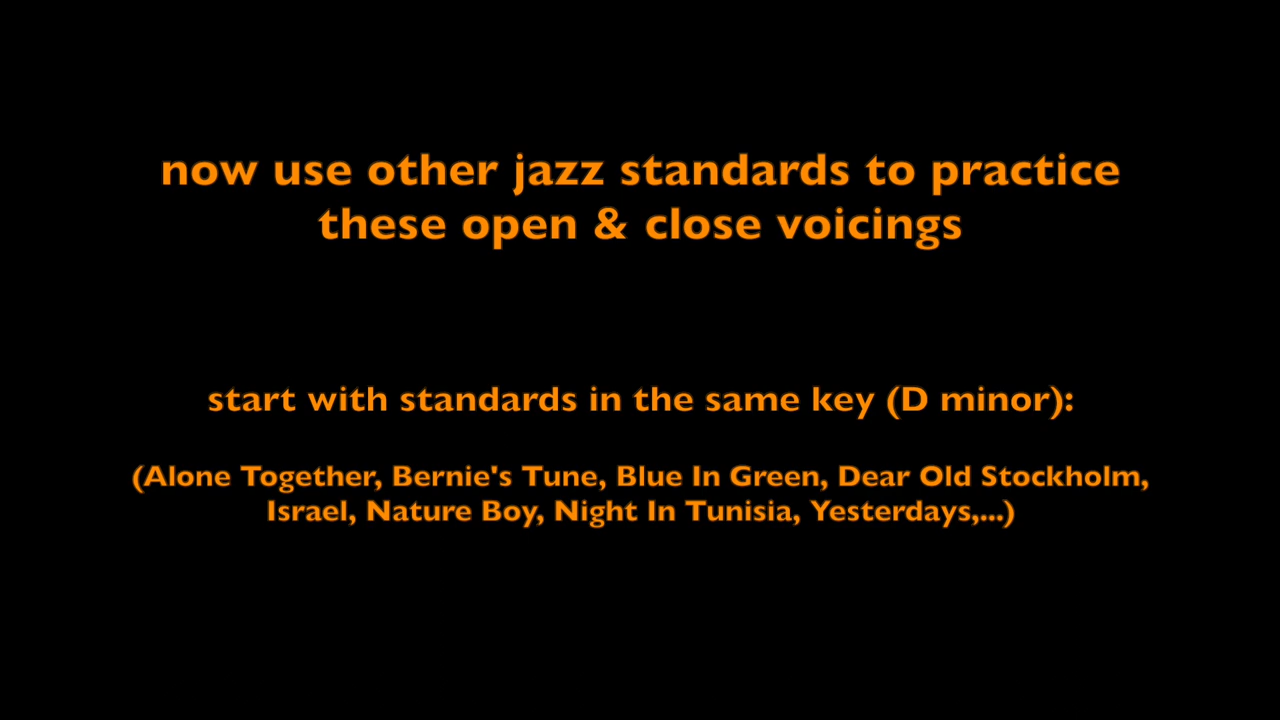 now use other jazz standards to practice
these open & close voicings
start with standards in the same key (D minor):
(Alone Together, Bernie's Tune, Blue In Green, Dear Old Stockholm,
Israel, Nature Boy, Night In Tunisia, Yesterdays,...)